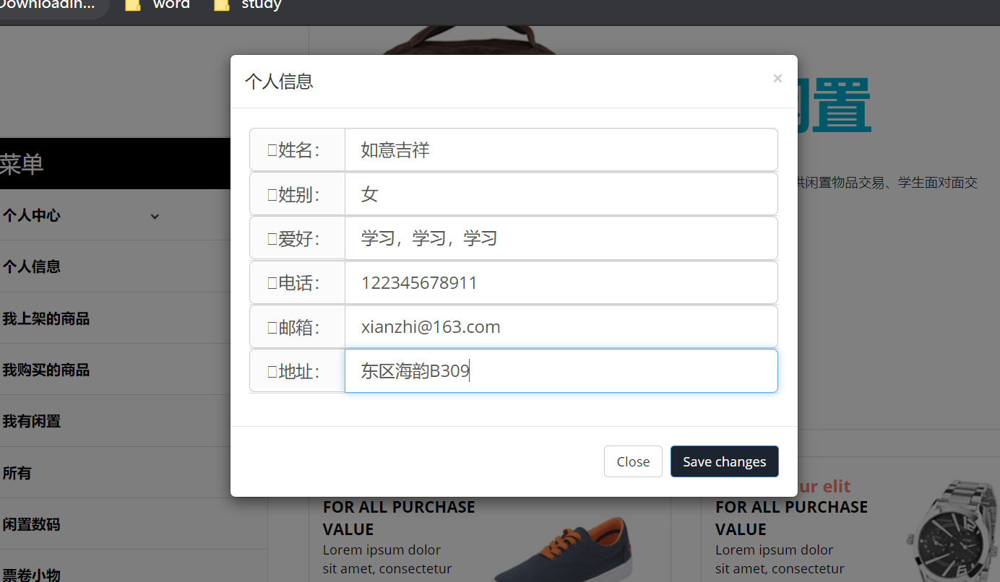 word
study
个人信息
×
置
姓名：
如意吉祥
菜单
供闲置物品交易、学生面对面交
姓别：
女
个人中心
爱好：
学习，学习，学习
个人信息
电话：
122345678911
我上架的商品
邮箱：
xianzhi@163.com
我购买的商品
地址：
东区海韵B309
我有闲置
Close
Save changes
所有
ur elit
FOR ALL PURCHASE
VALUE
Lorem ipsum dolor
sit amet, consectetur
FOR ALL PURCHASE
VALUE
Lorem ipsum dolor
sit amet, consectetur
闲置数码
票卷小物